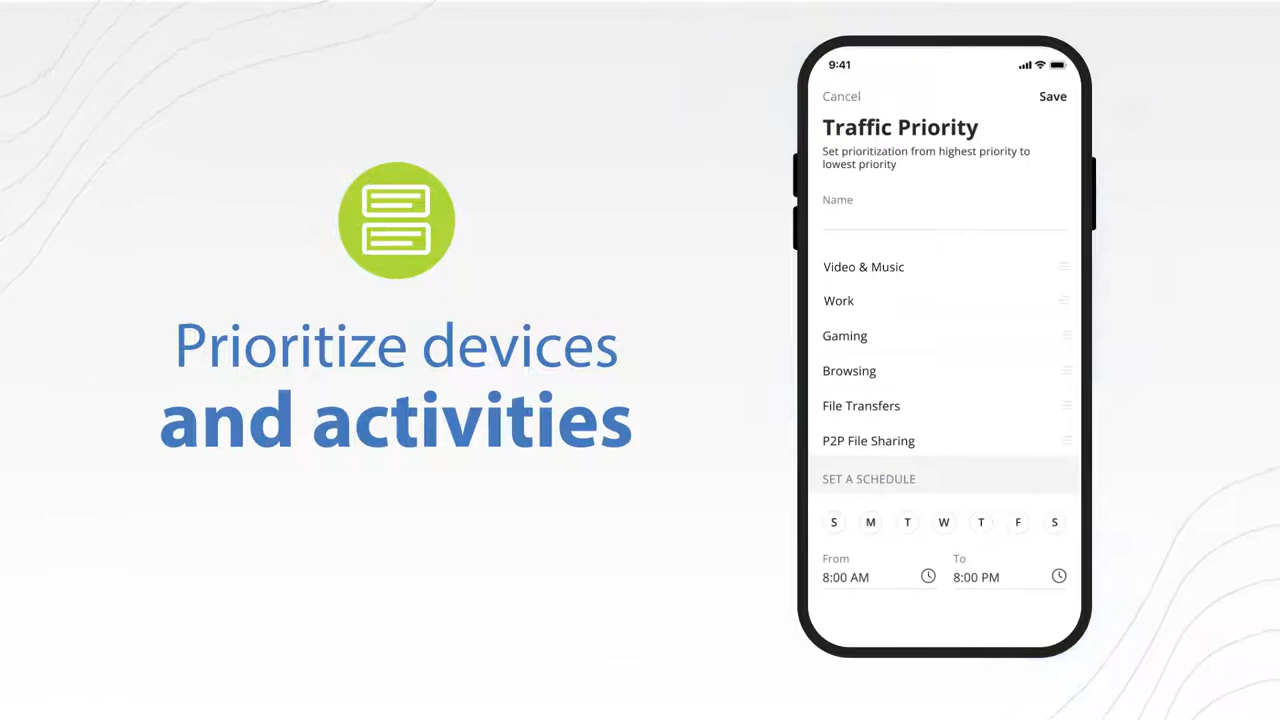 Prioritize devices
and activities
9:41
Cancel Save
Traffic Priority
Set prioritization from highest priority to
lowest priority
Name
Video & Music
Work
Gaming
Browsing
File Transfers
P2P File Sharing
SET A SCHEDULE
S M T W T F S
From To
8:00 AM 8:00 PM